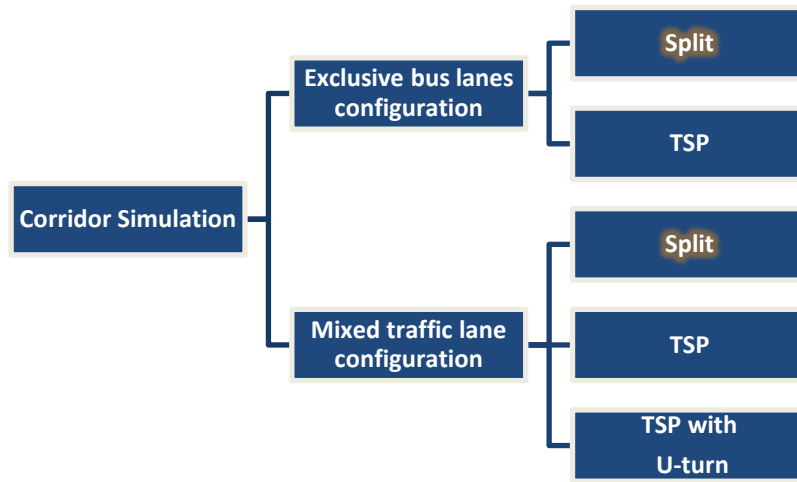 Corridor Simulation
Exclusive bus lanes
configuration
Split
TSP
Mixed traffic lane
configuration
Split
TSP
TSP with
U-turn